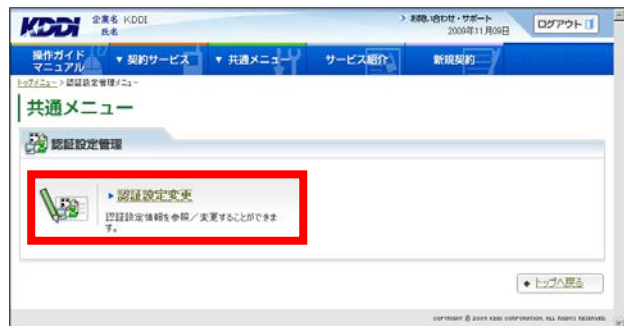 KDDI
企業名 KDDI
氏名
お問い合わせ・サポート
2009年11月09日
ログアウト
操作ガイド
マニュアル
▼ 契約サービス
▼ 共通メニュー
サービス紹介
新規契約
トップメニュー > 認証設定管理メニュー
共通メニュー
認証設定管理
認証設定変更
認証設定情報を参照／変更することができま
す。
トップへ戻る
COPYRIGHT © 2009 KDDI CORPORATION. ALL RIGHTS RESERVED.